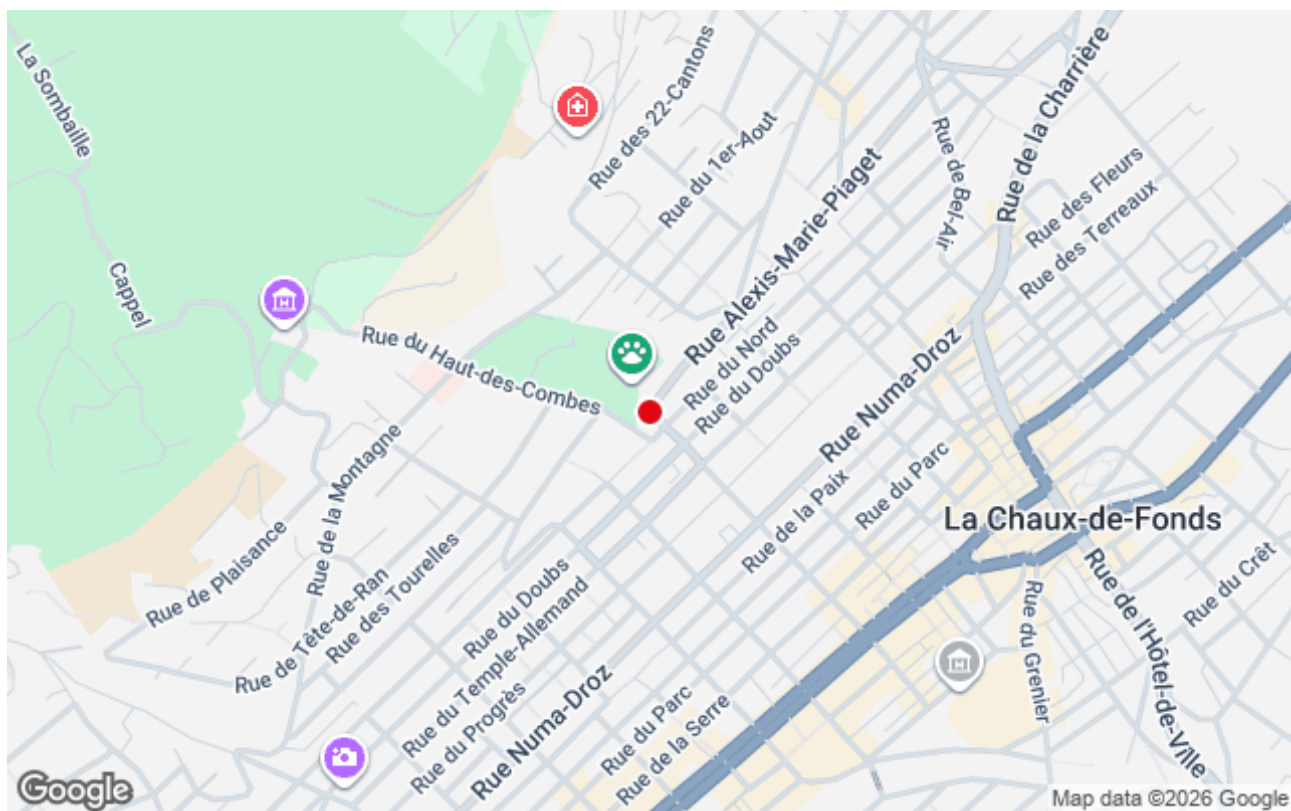 La Sombaille
Rue des 22-Cantons
Rue du 1er-Aout
Rue de la Charrière
Rue de Bel-Air
Rue des Fleurs
Rue des Terreaux
Rue Alexis-Marie-Piaget
Cappel
Rue du Haut-des-Combes
Rue du Nord
Rue du Doubs
Rue Numa-Droz
Rue de la Montagne
Rue de la Paix
Rue du Parc
La Chaux-de-Fonds
Rue de Plaisance
Rue de Tête-de-Ran
Rue des Tourelles
Rue du Doubs
Rue du Temple-Allemand
Rue du Progrès
Rue Numa-Droz
Rue du Parc
Rue de la Serre
Rue du Grenier
Rue de l'Hôtel-de-Ville
Rue du Crêt
Google
Map data ©2026 Google